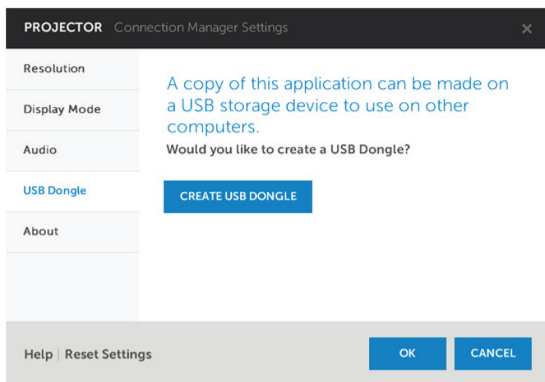 PROJECTOR Connection Manager Settings
Resolution
Display Mode
Audio
USB Dongle
About
A copy of this application can be made on
a USB storage device to use on other
computers.
Would you like to create a USB Dongle?
CREATE USB DONGLE
Help | Reset Settings
OK
CANCEL